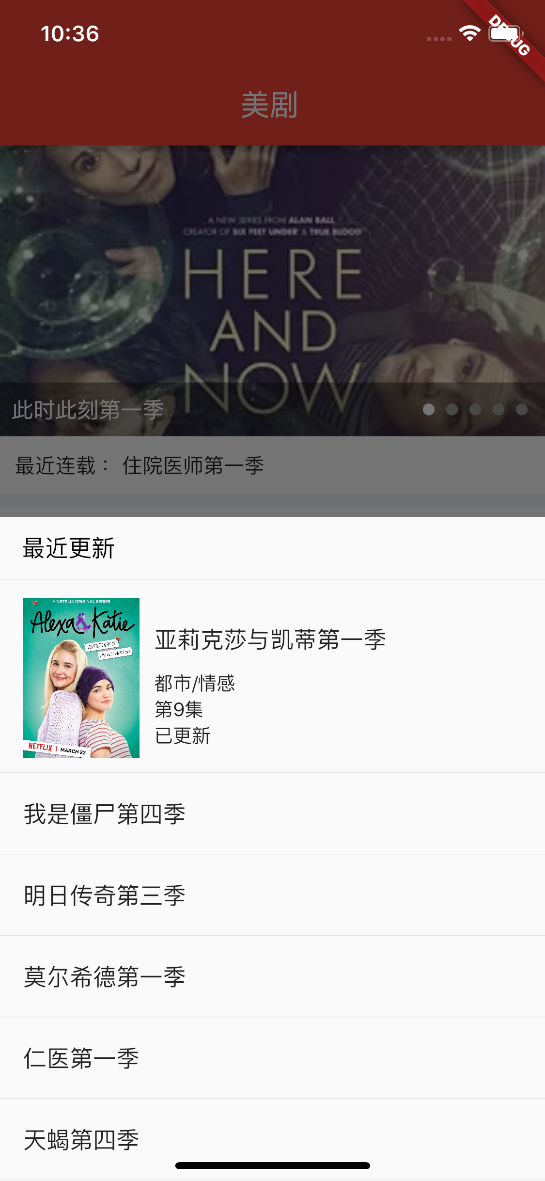 10:36
DEBUG
美剧
A NEW SERIES FROM ALAN BALL
CREATOR OF SIX FEET UNDER & TRUE BLOOD
HERE
AND
NOW
此时此刻第一季
最近连载： 住院医师第一季
最近更新
A NETFLIX ORIGINAL SERIES
Alexa & Katie
NETFLIX | MARCH 23
亚莉克莎与凯蒂第一季
都市/情感
第9集
已更新
我是僵尸第四季
明日传奇第三季
莫尔希德第一季
仁医第一季
天蝎第四季